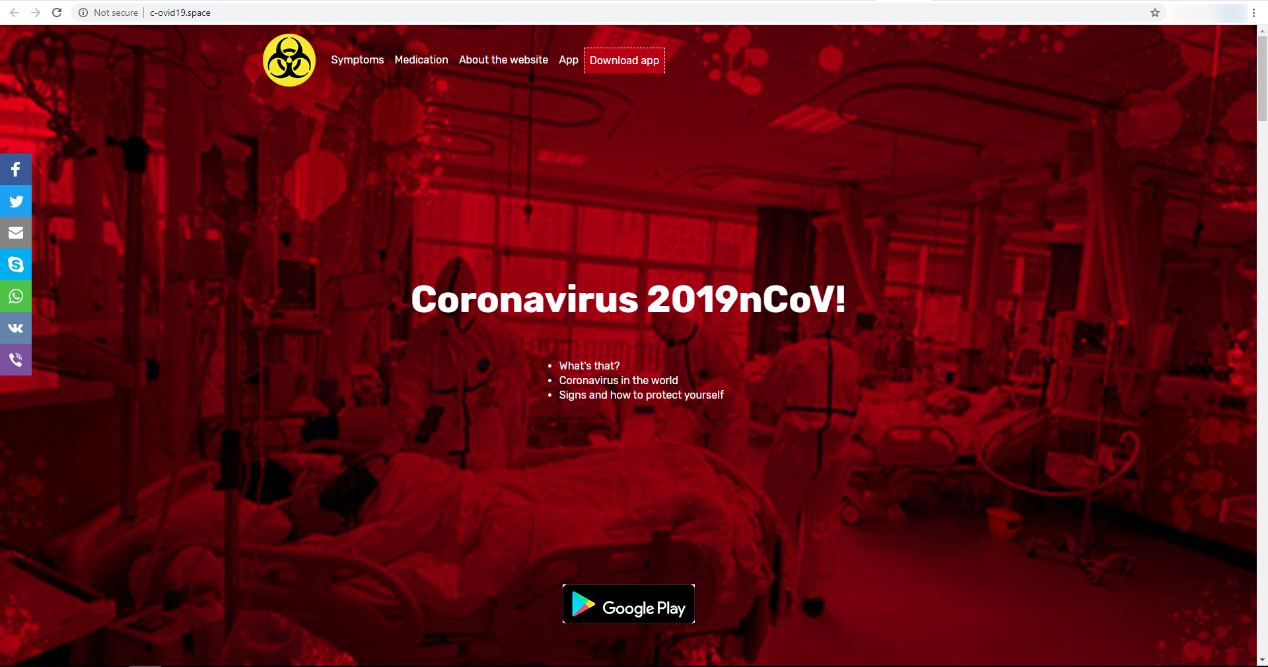 Not secure | c-ovid19.space
Symptoms Medication About the website App Download app
Coronavirus 2019nCoV!
• What's that?
• Coronavirus in the world
• Signs and how to protect yourself
Google Play